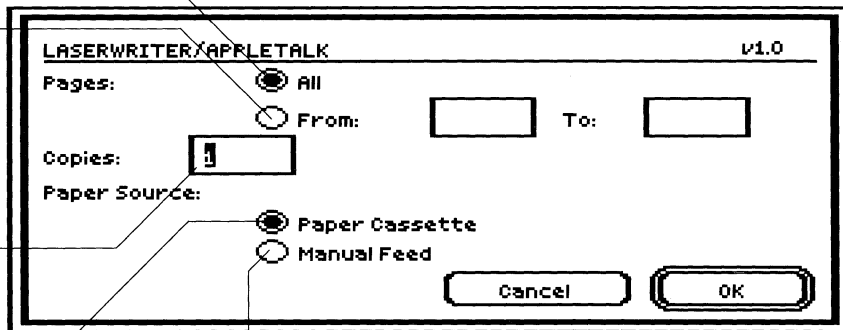 LASERWRITER/APPLETALK v1.0
Pages: All
From: To:
Copies: 1
Paper Source:
Paper Cassette
Manual Feed
Cancel OK